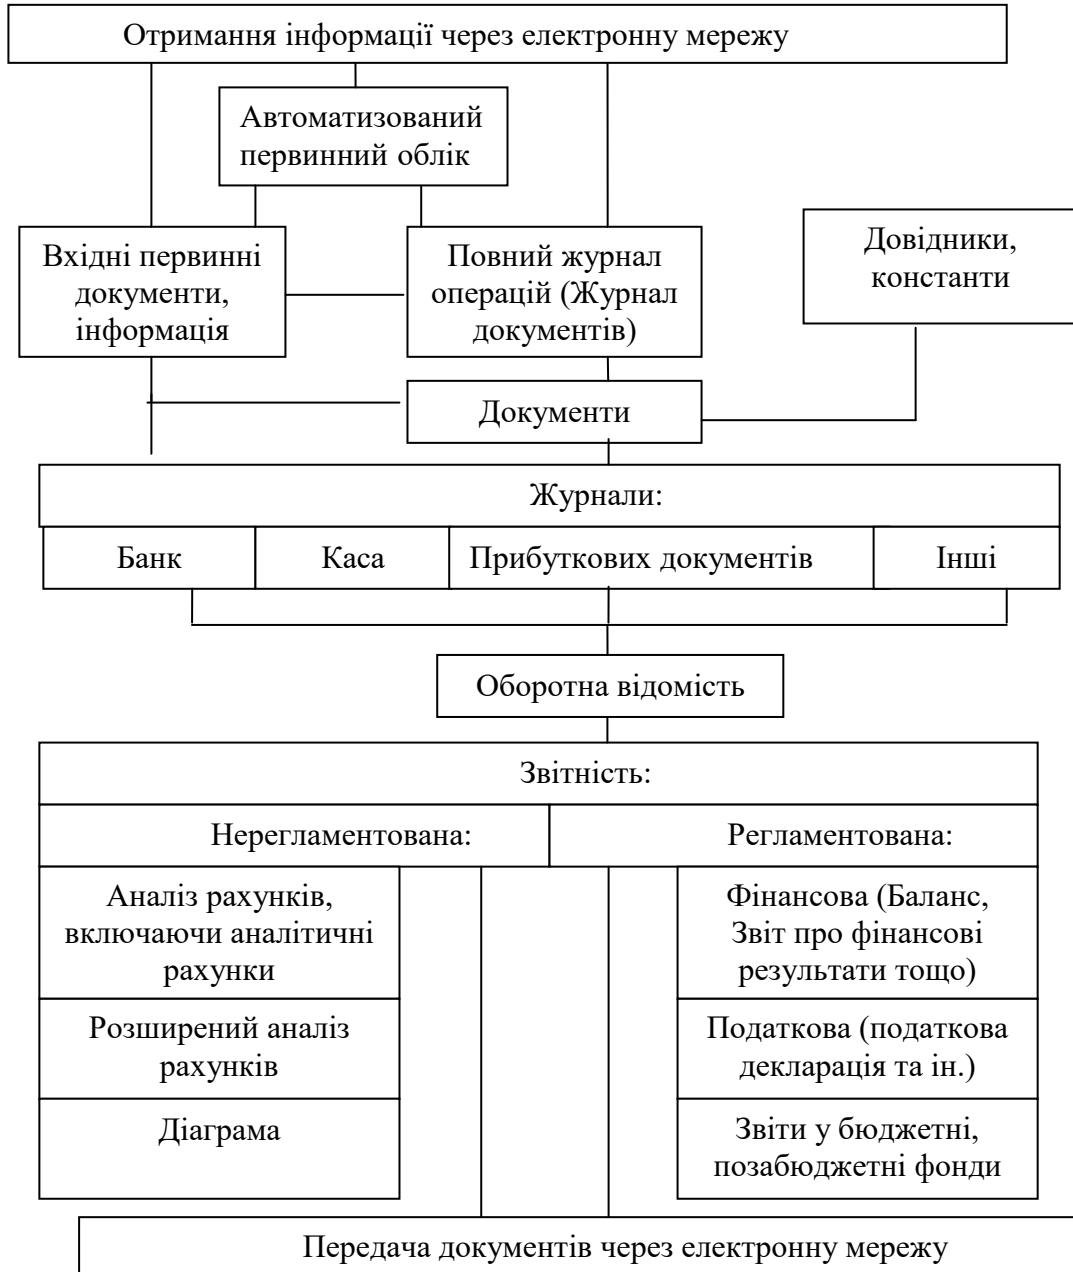 Отримання інформації через електронну мережу
Автоматизований
первинний облік
Вхідні первинні
документи,
інформація
Повний журнал
операцій (Журнал
документів)
Довідники,
константи
Документи
Журнали:
Банк
Каса
Прибуткових документів
Інші
Оборотна відомість
Звітність:
Нерегламентована:
Регламентована:
Аналіз рахунків,
включаючи аналітичні
рахунки
Фінансова (Баланс,
Звіт про фінансові
результати тощо)
Розширений аналіз
рахунків
Податкова (податкова
декларація та ін.)
Діаграма
Звіти у бюджетні,
позабюджетні фонди
Передача документів через електронну мережу